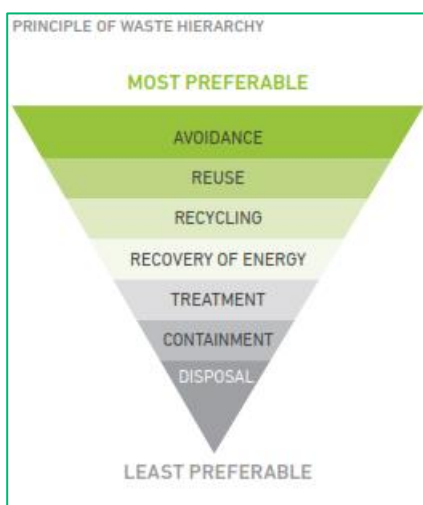 PRINCIPLE OF WASTE HIERARCHY
MOST PREFERABLE
AVOIDANCE
REUSE
RECYCLING
RECOVERY OF ENERGY
TREATMENT
CONTAINMENT
DISPOSAL
LEAST PREFERABLE